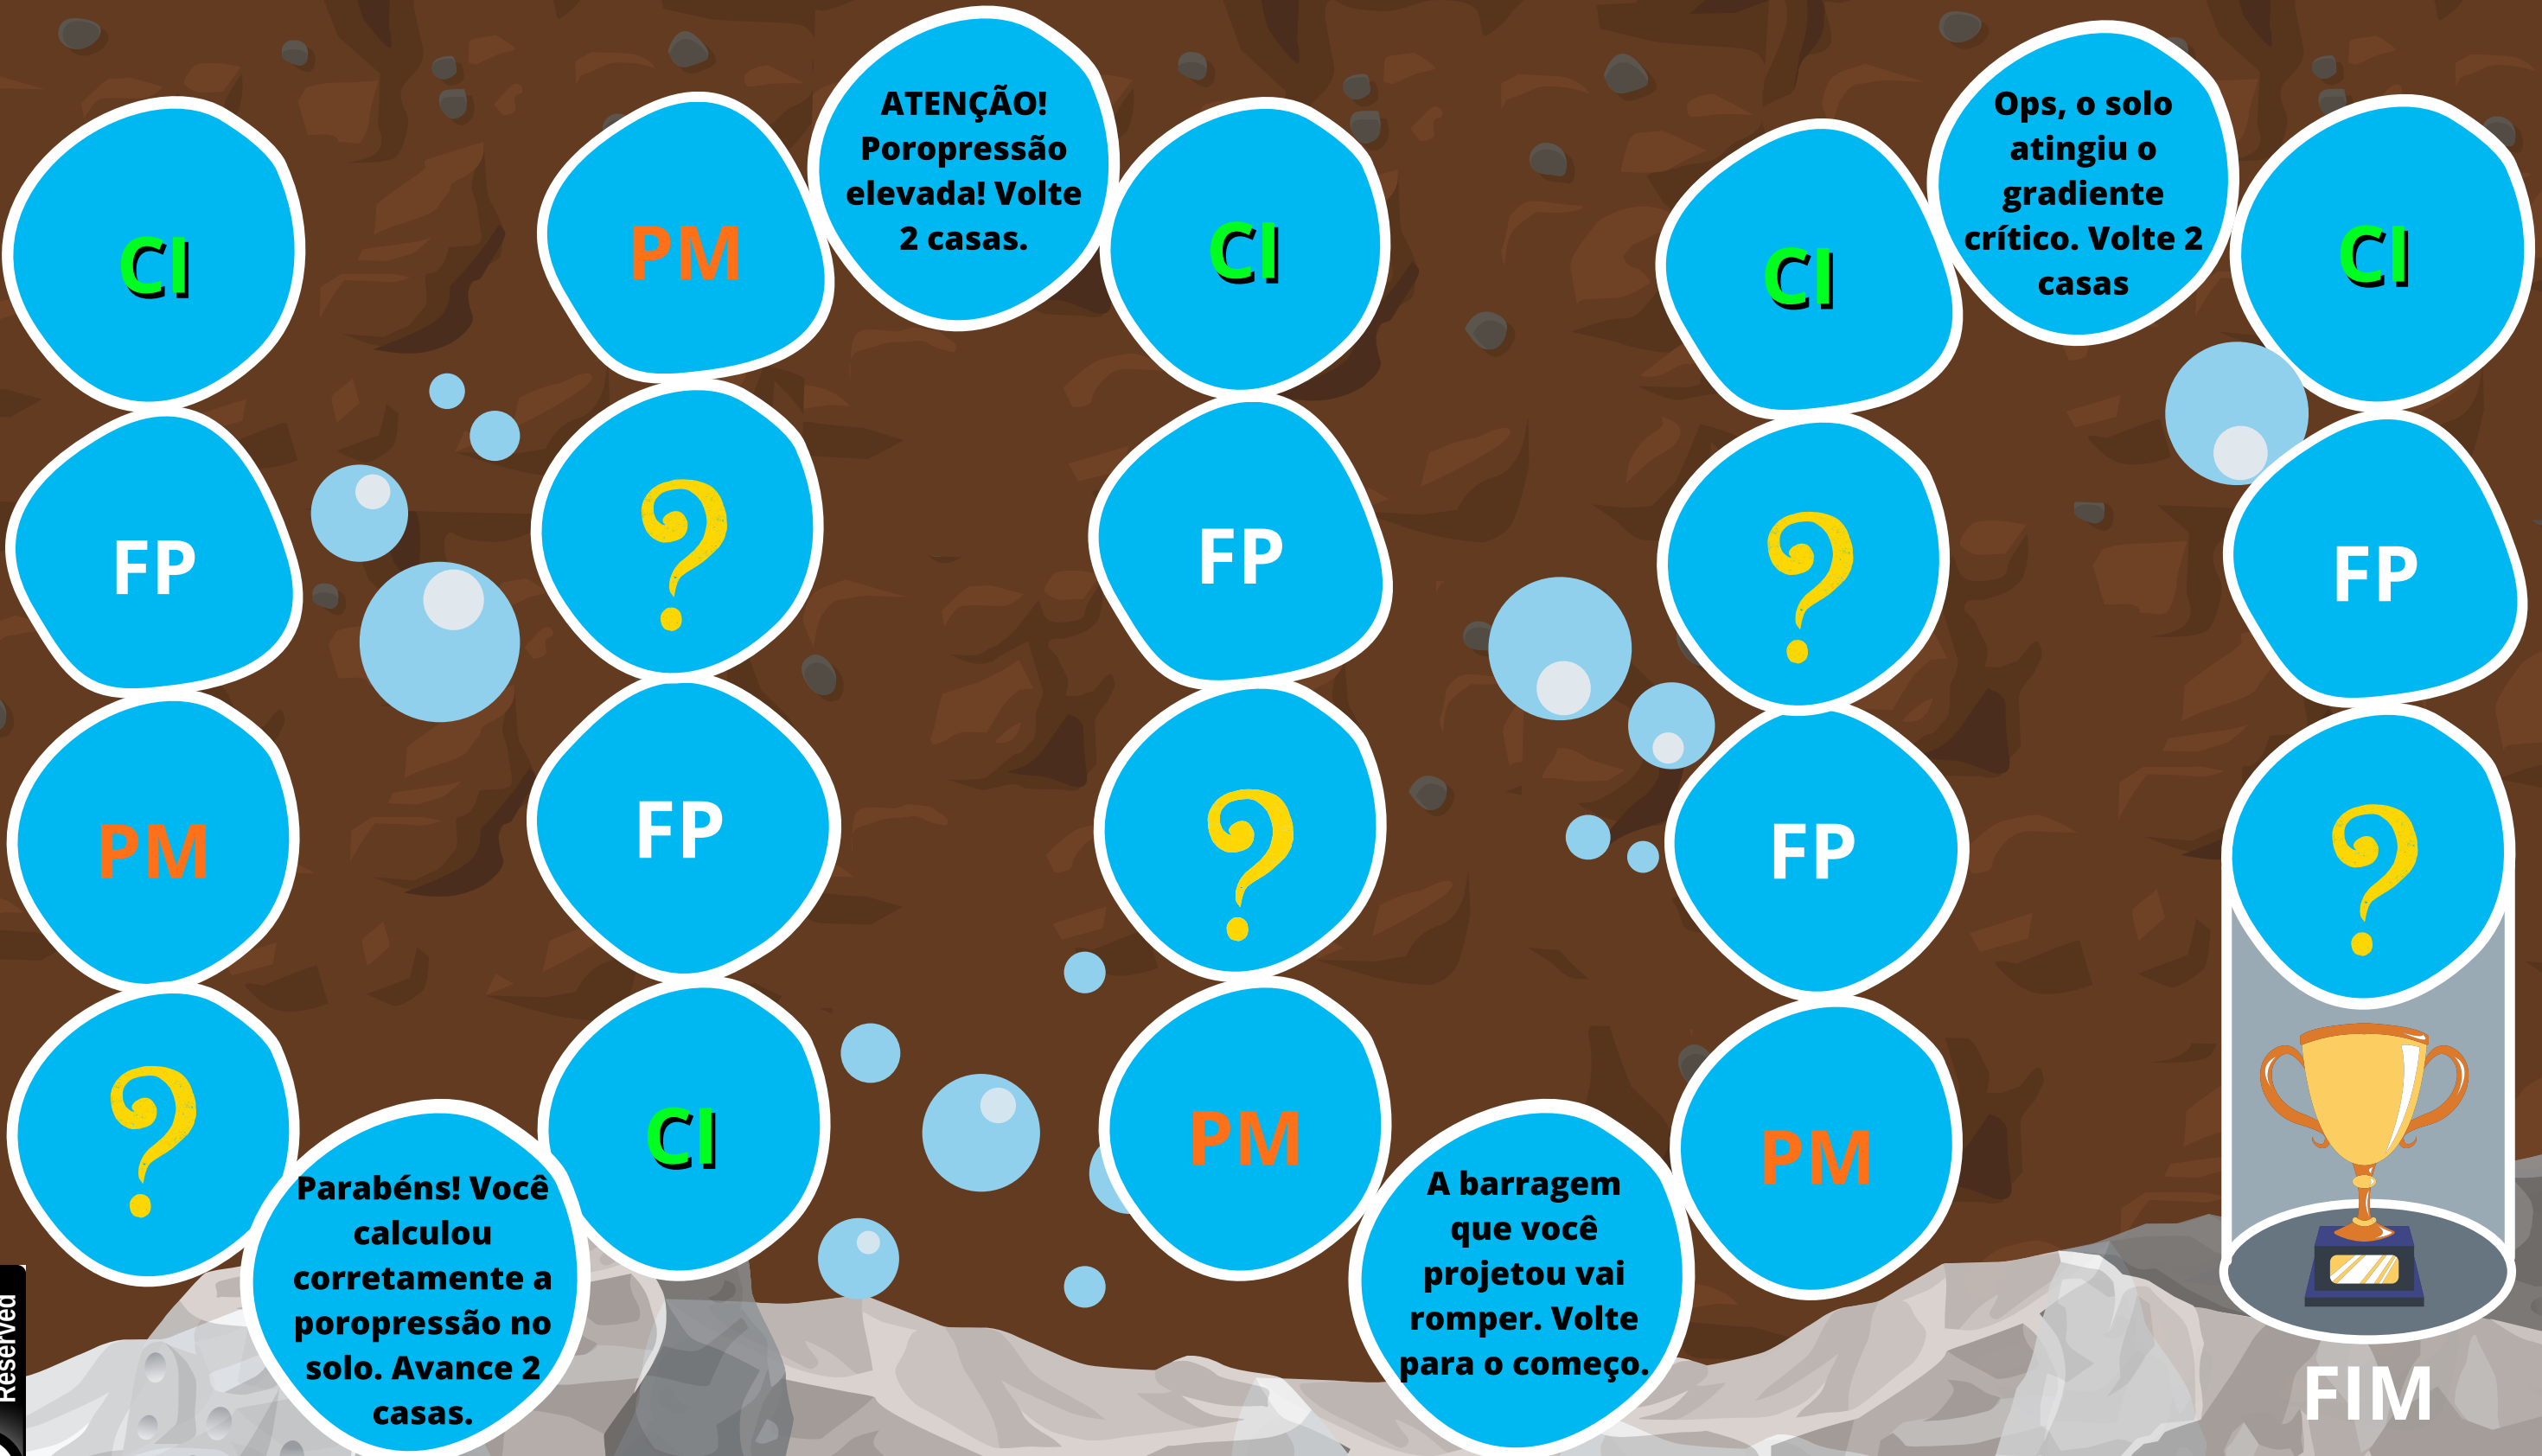 CI
FP
PM
?
Parabéns! Você
calculou
corretamente a
poropressão no
solo. Avance 2
casas.
CI
FP
?
PM
ATENÇÃO!
Poropressão
elevada! Volte
2 casas.
CI
FP
?
PM
A barragem
que você
projetou vai
romper. Volte
para o começo.
PM
FP
?
CI
Ops, o solo
atingiu o
gradiente
crítico. Volte 2
casas
CI
FP
?
FIM
Reserved